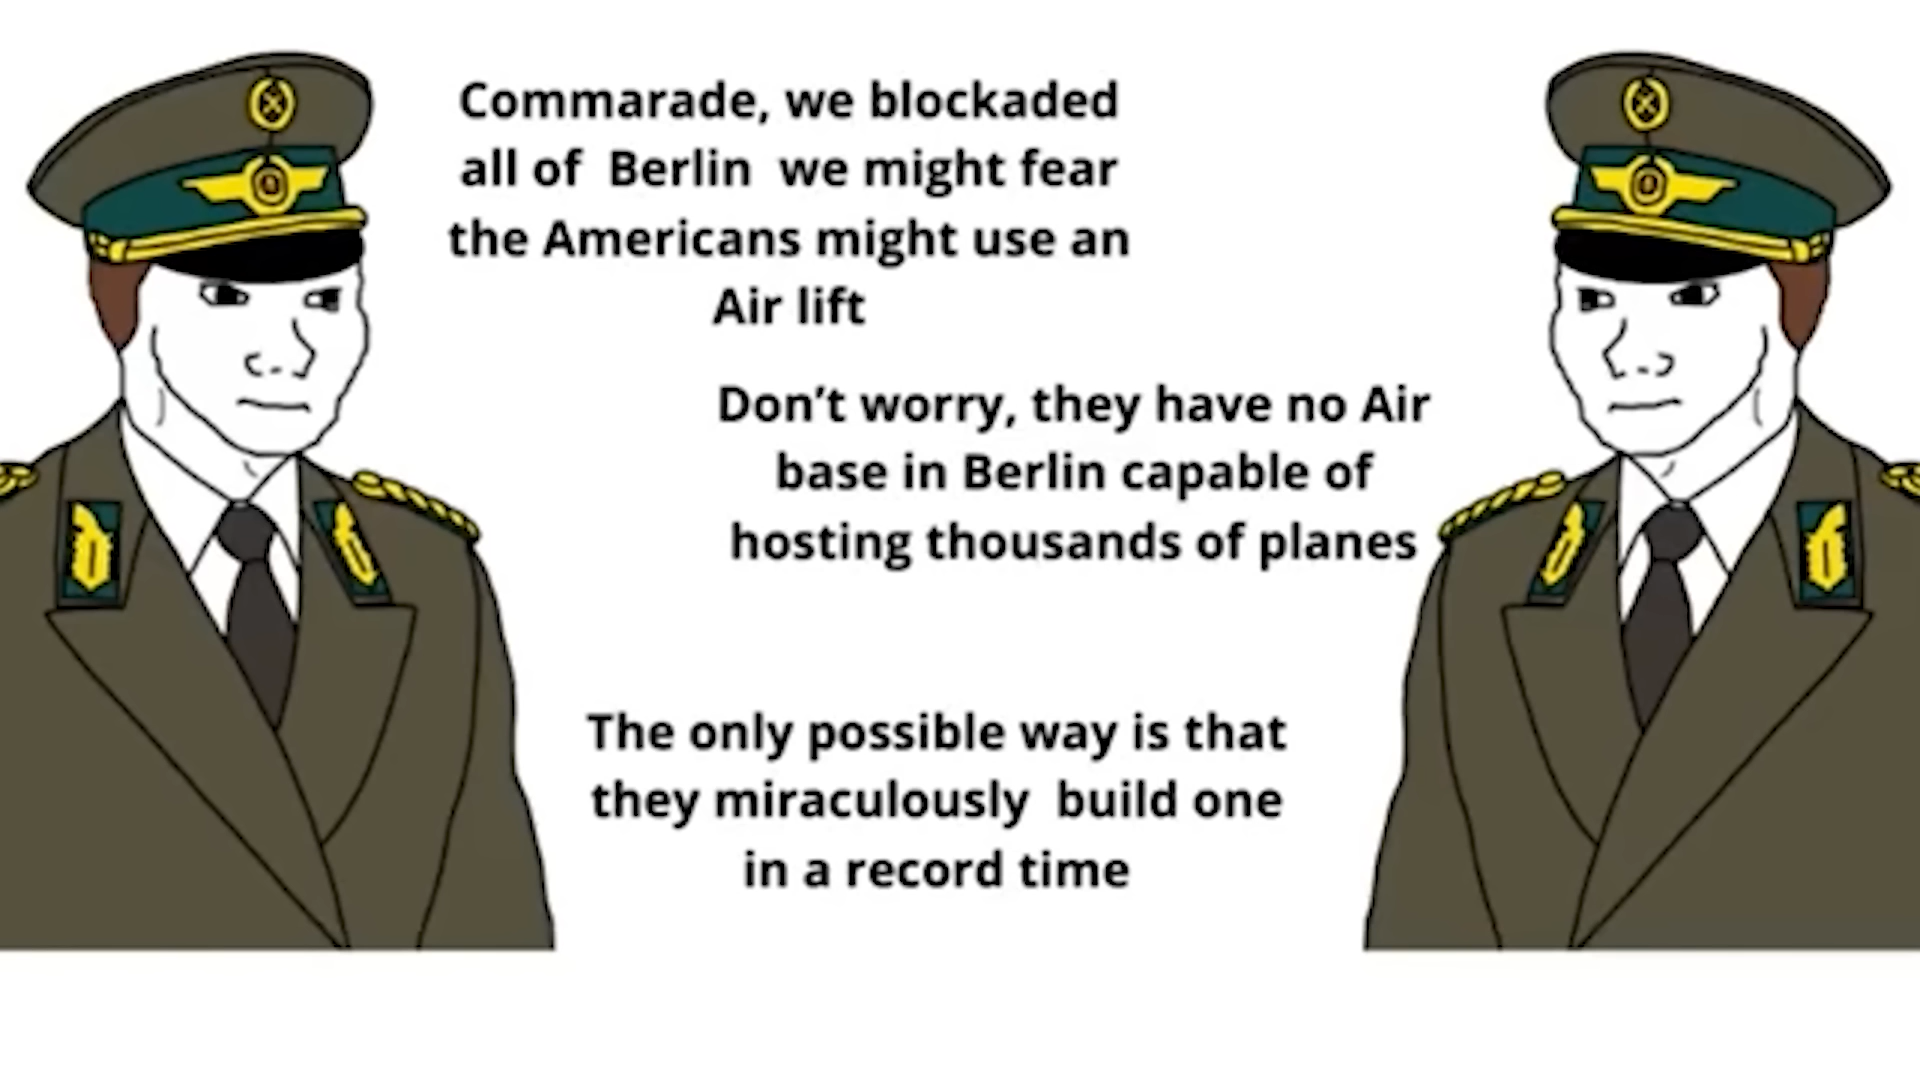 Commarade, we blockaded
all of Berlin we might fear
the Americans might use an
Air lift
Don't worry, they have no Air
base in Berlin capable of
hosting thousands of planes
The only possible way is that
they miraculously build one
in a record time